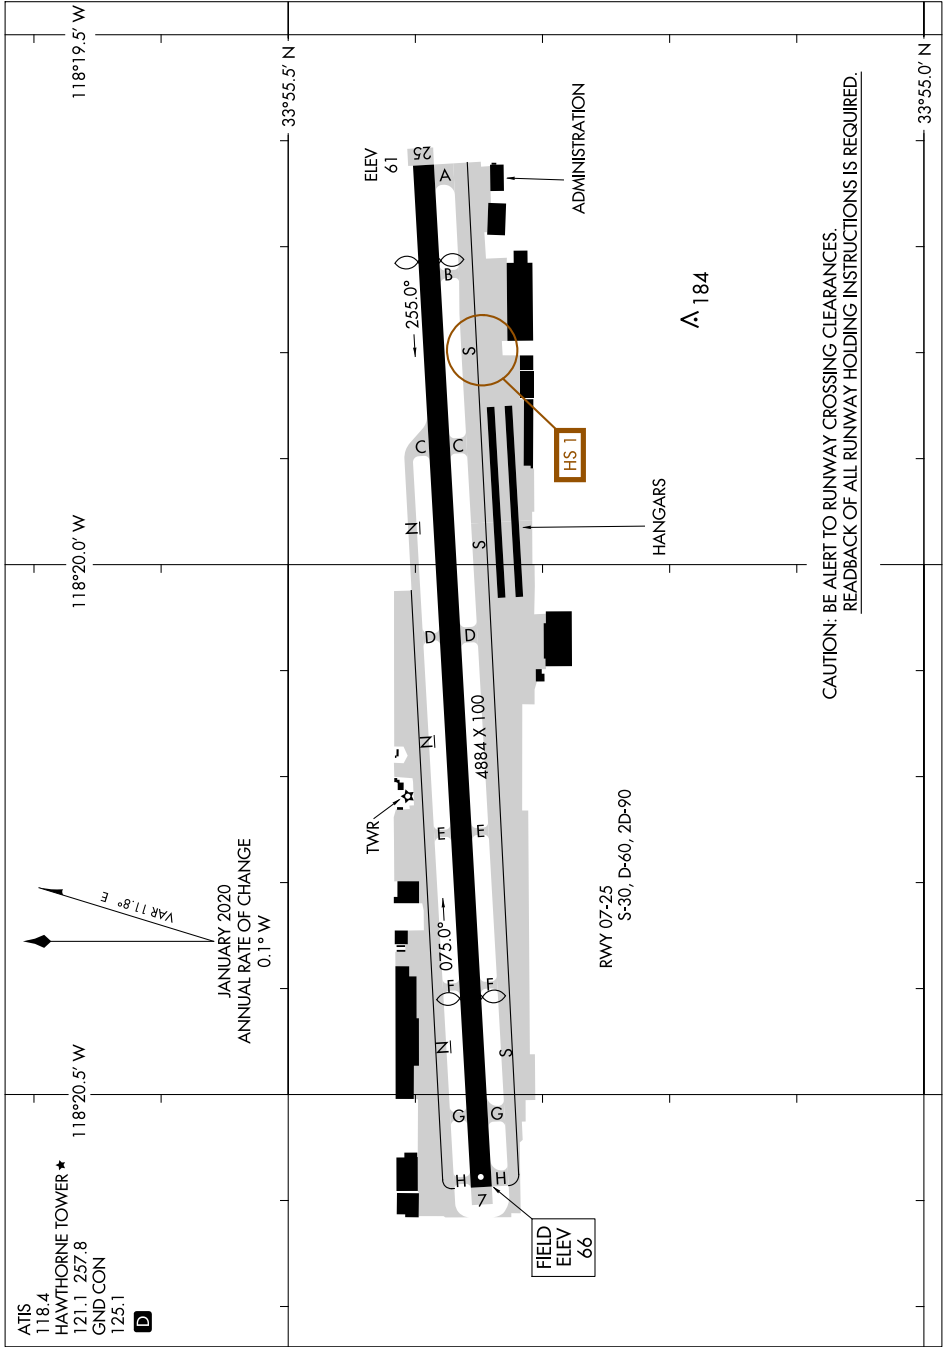 ATIS
118.4
HAWTHORNE TOWER ★
121.1 257.8
GND CON
125.1
D
118°20.5' W
118°20.0' W
118°19.5' W
33°55.5' N
33°55.0' N
JANUARY 2020
ANNUAL RATE OF CHANGE
0.1° W
VAR 11.8° E
TWR
ELEV
61
25
A
B
255.0°
C
C
N
S
S
HS 1
D
D
N
4884 X 100
E
E
075.0°
F
F
N
S
G
G
H
H
7
FIELD
ELEV
66
HANGARS
ADMINISTRATION
184
RWY 07-25
S-30, D-60, 2D-90
CAUTION: BE ALERT TO RUNWAY CROSSING CLEARANCES.
READBACK OF ALL RUNWAY HOLDING INSTRUCTIONS IS REQUIRED.